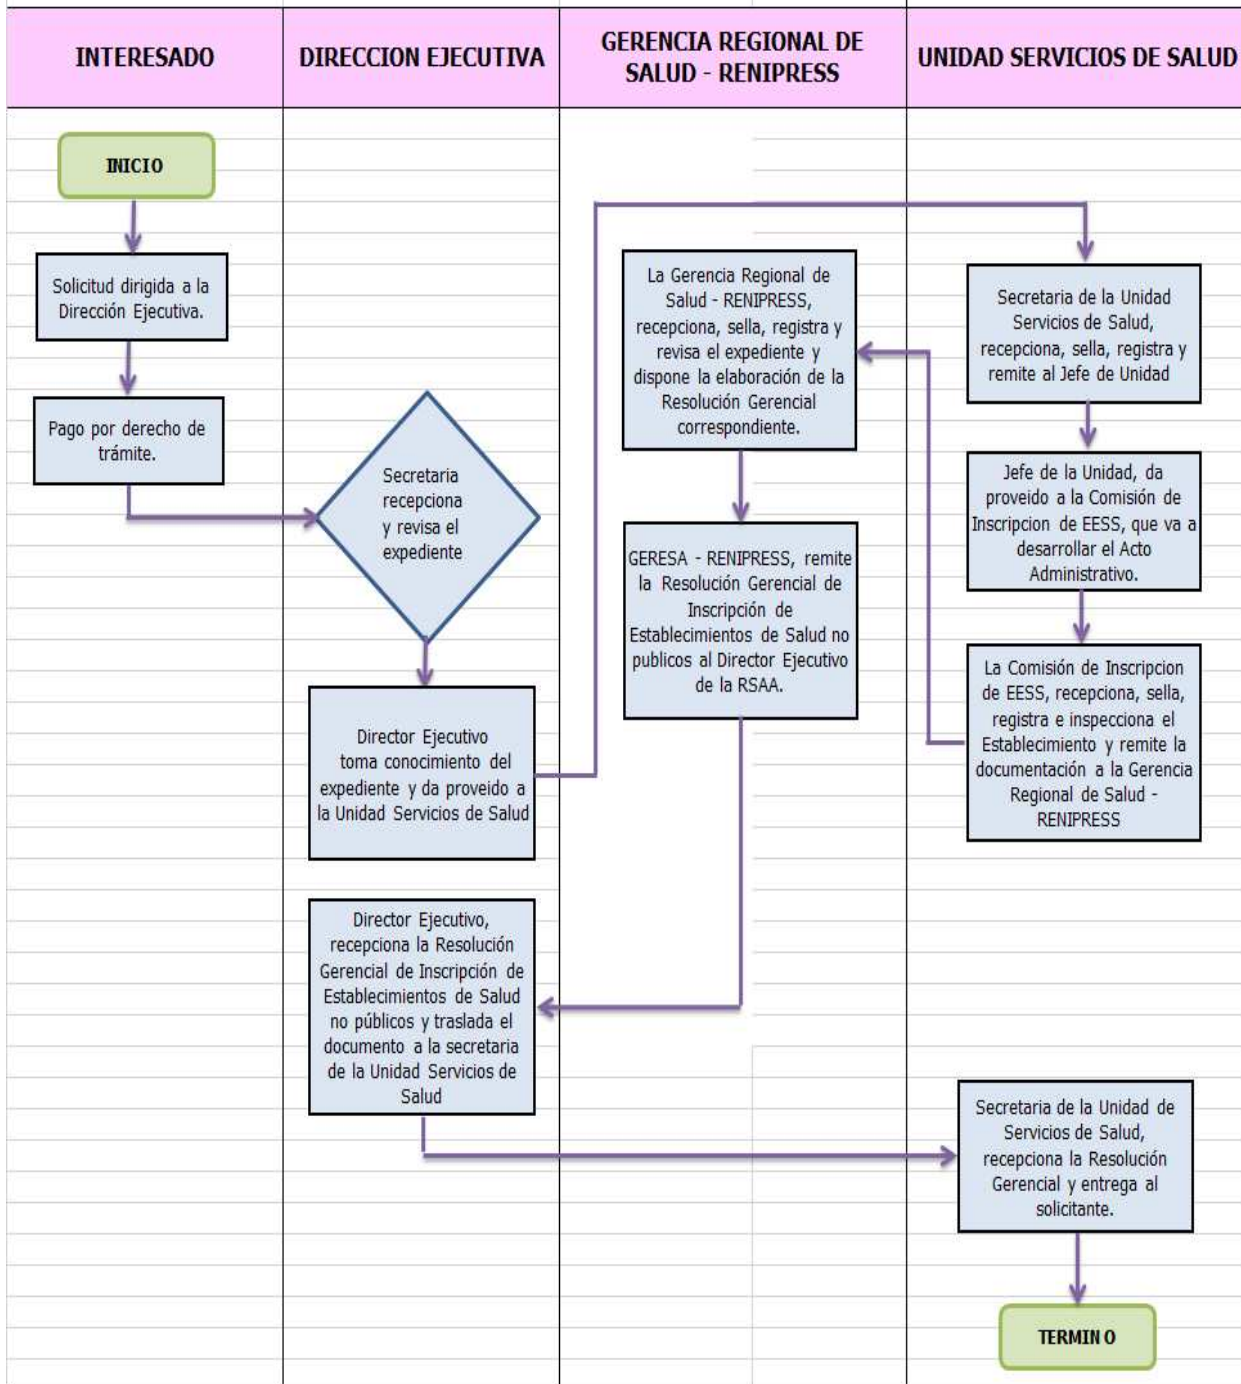 INTERESADO
DIRECCION EJECUTIVA
GERENCIA REGIONAL DE
SALUD - RENIPRESS
UNIDAD SERVICIOS DE SALUD
INICIO
Solicitud dirigida a la
Dirección Ejecutiva.
Pago por derecho de
trámite.
Secretaria
recepciona
y revisa el
expediente
Director Ejecutivo
toma conocimiento del
expediente y da proveido a
la Unidad Servicios de Salud
Secretaria de la Unidad
Servicios de Salud,
recepciona, sella, registra y
remite al Jefe de Unidad
Jefe de la Unidad, da
proveido a la Comisión de
Inscripcion de EESS, que va a
desarrollar el Acto
Administrativo.
La Comisión de Inscripcion
de EESS, recepciona, sella,
registra e inspecciona el
Establecimiento y remite la
documentación a la Gerencia
Regional de Salud -
RENIPRESS
La Gerencia Regional de
Salud - RENIPRESS,
recepciona, sella, registra y
revisa el expediente y
dispone la elaboración de la
Resolución Gerencial
correspondiente.
GERESA - RENIPRESS, remite
la Resolución Gerencial de
Inscripción de
Establecimientos de Salud no
publicos al Director Ejecutivo
de la RSAA.
Director Ejecutivo,
recepciona la Resolución
Gerencial de Inscripción de
Establecimientos de Salud
no públicos y traslada el
documento a la secretaria
de la Unidad Servicios de
Salud
Secretaria de la Unidad de
Servicios de Salud,
recepciona la Resolución
Gerencial y entrega al
solicitante.
TERMINO